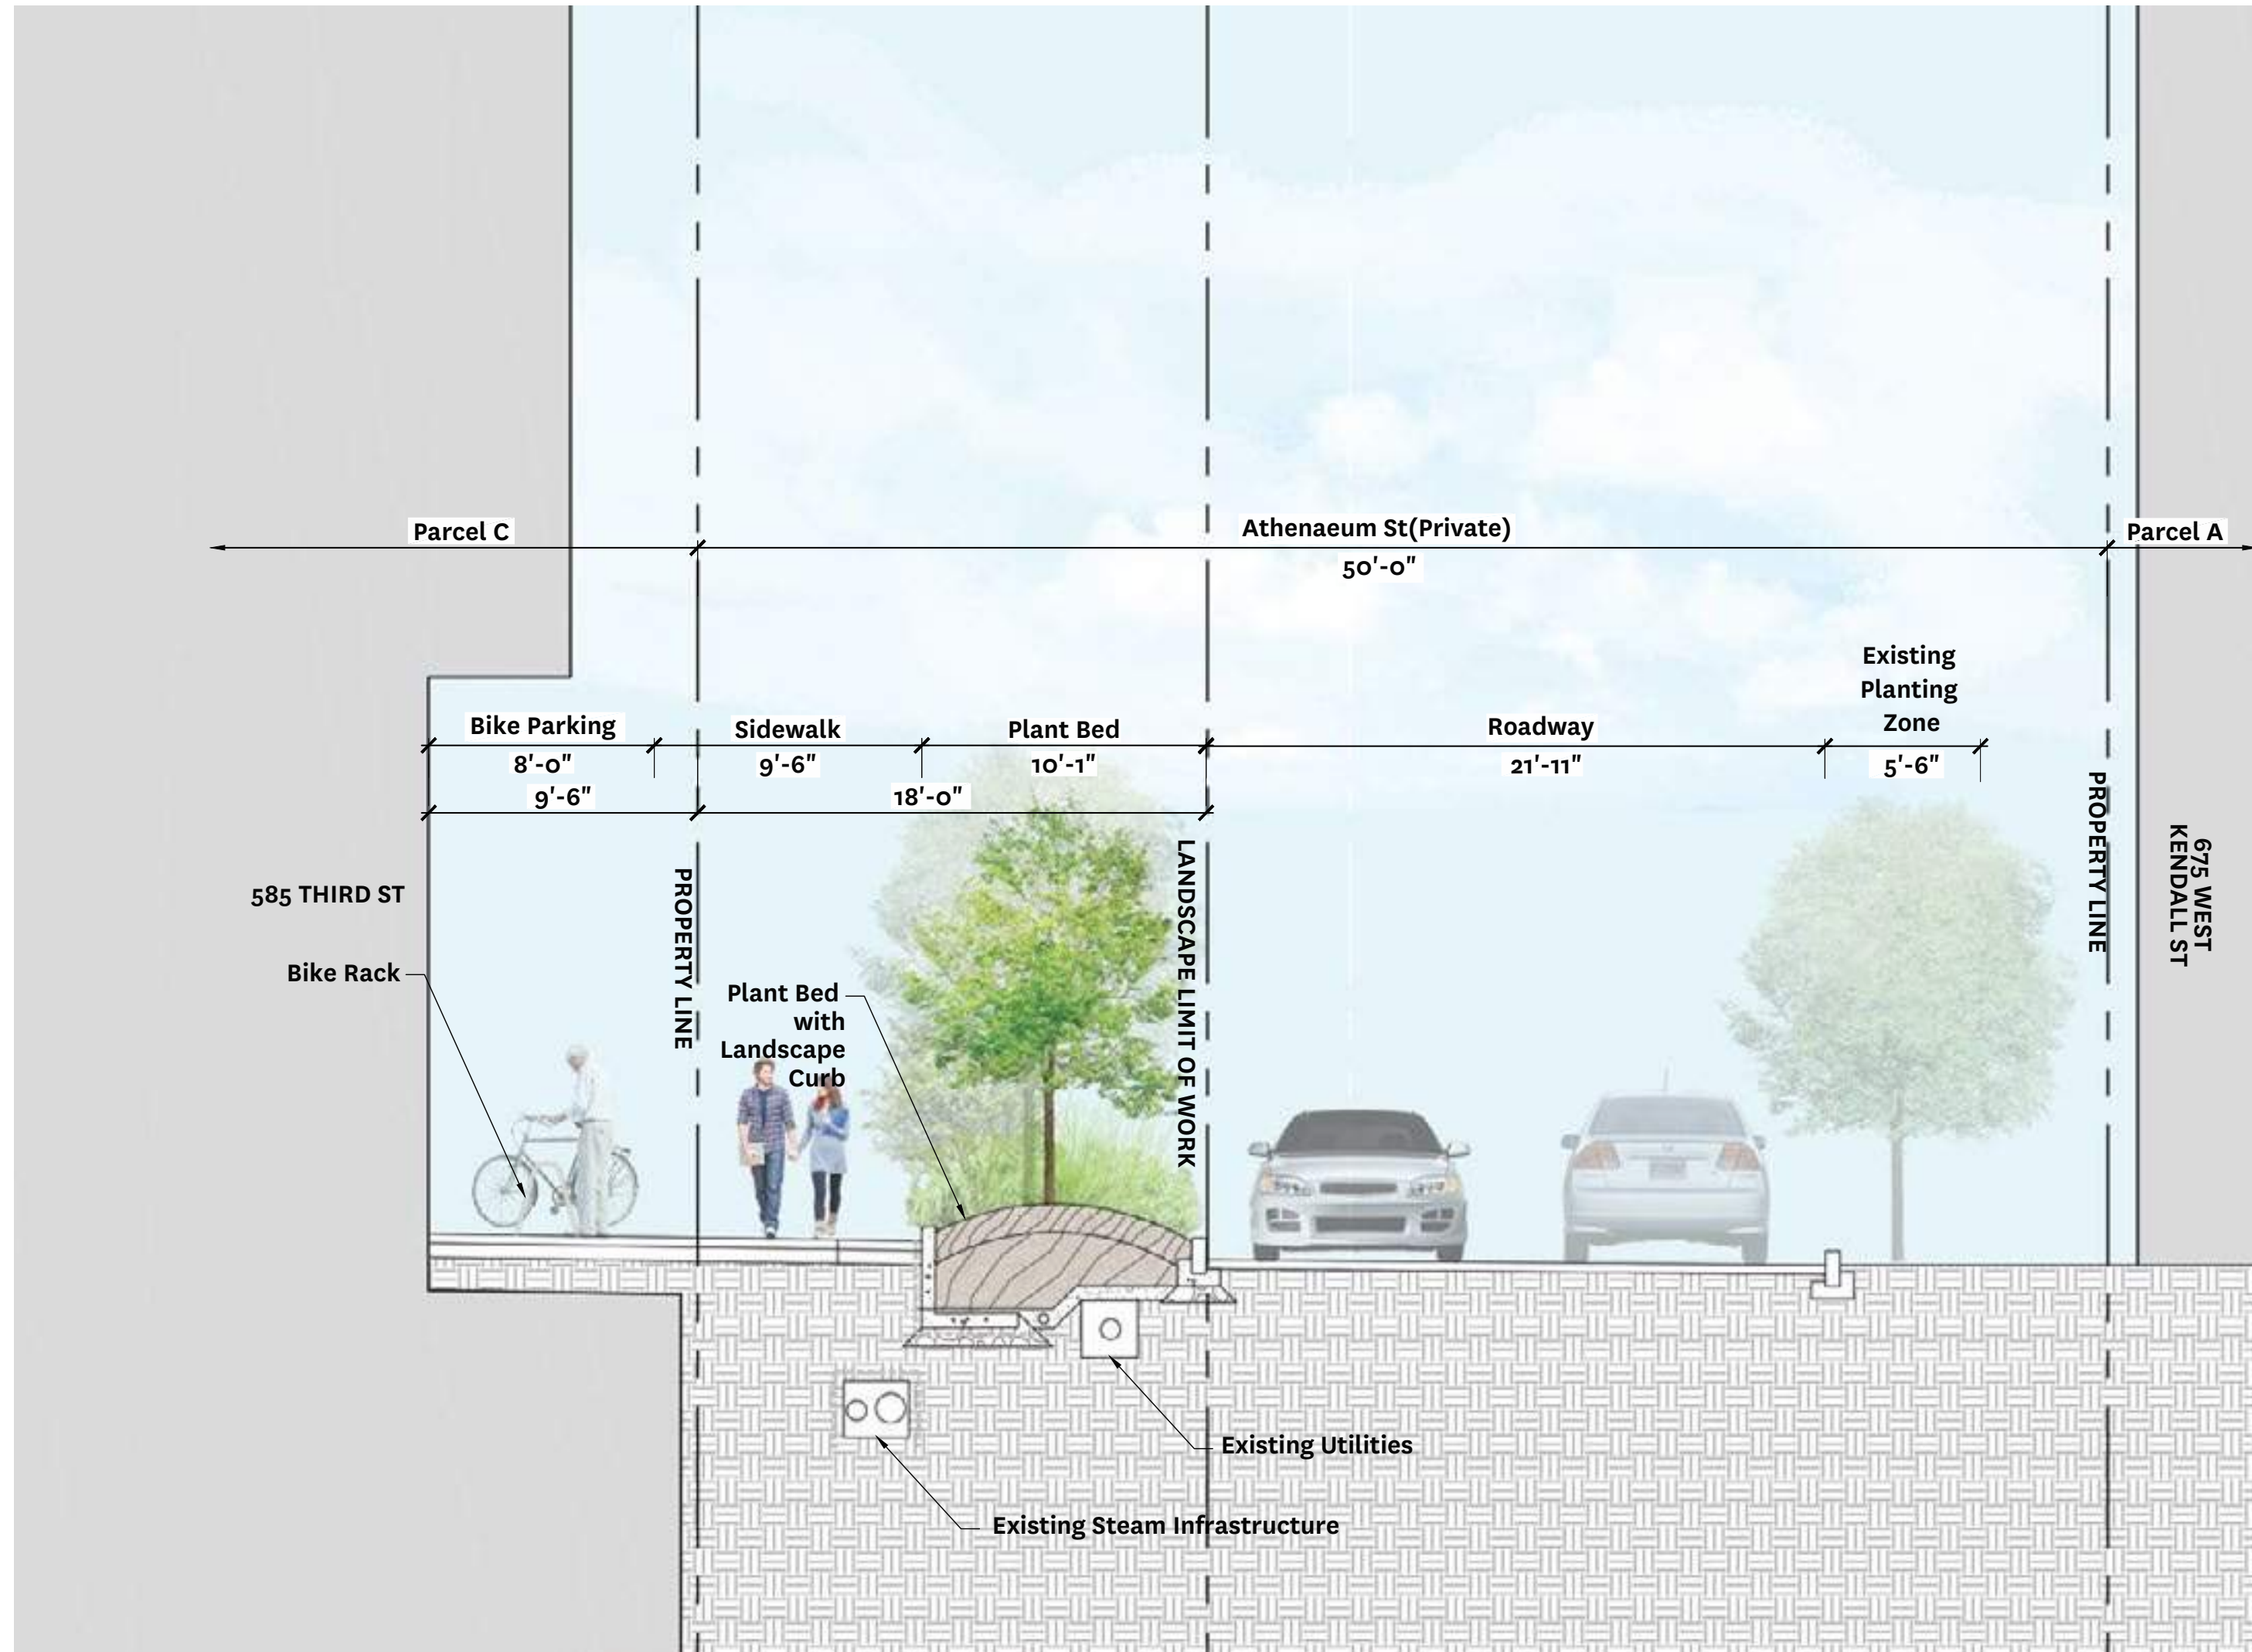 Parcel C
Athenaeum St(Private)
Parcel A
50'-0"
Existing
Planting
Zone
Bike Parking
Sidewalk
Plant Bed
Roadway
8'-0"
9'-6"
10'-1"
21'-11"
5'-6"
9'-6"
18'-0"
PROPERTY LINE
LANDSCAPE LIMIT OF WORK
PROPERTY LINE
675 WEST
KENDALL ST
585 THIRD ST
Bike Rack
Plant Bed
with
Landscape
Curb
Existing Utilities
Existing Steam Infrastructure